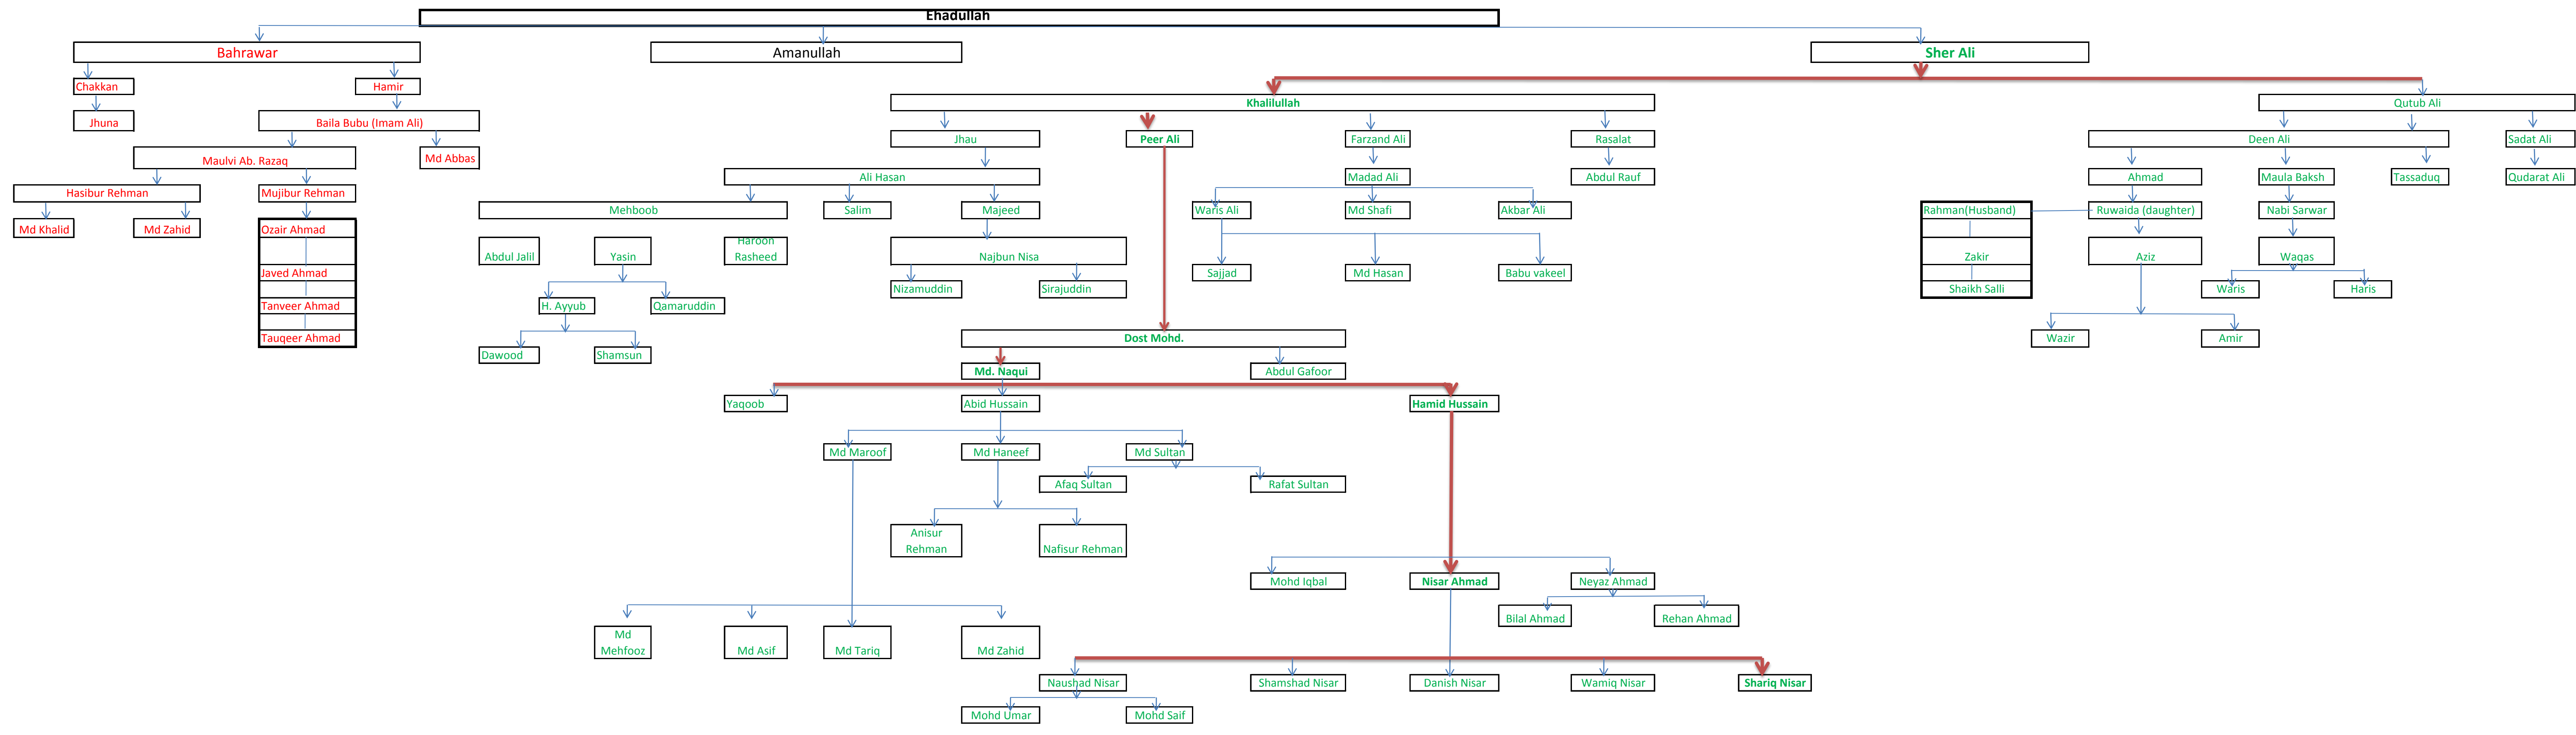 Ehadullah
Bahrawar
Amanullah
Sher Ali
Chakkan
Hamir
Khalilullah
Qutub Ali
Jhuna
Baila Bubu (Imam Ali)
Jhau
Peer Ali
Farzand Ali
Rasalat
Deen Ali
Sadat Ali
Maulvi Ab. Razaq
Md Abbas
Ali Hasan
Madad Ali
Abdul Rauf
Ahmad
Maula Baksh
Tassaduq
Qudarat Ali
Hasibur Rehman
Mujibur Rehman
Mehboob
Salim
Majeed
Waris Ali
Md Shafi
Akbar Ali
Rahman(Husband)
Ruwaida (daughter)
Nabi Sarwar
Md Khalid
Md Zahid
Ozair Ahmad
Abdul Jalil
Yasin
Haroon
Rasheed
Najbun Nisa
Zakir
Aziz
Waqas
Javed Ahmad
Sajjad
Md Hasan
Babu vakeel
Nizamuddin
Sirajuddin
Shaikh Salli
Waris
Haris
Tanveer Ahmad
H. Ayyub
Qamaruddin
Tauqeer Ahmad
Dost Mohd.
Wazir
Amir
Dawood
Shamsun
Md. Naqui
Abdul Gafoor
Yaqoob
Abid Hussain
Hamid Hussain
Md Maroof
Md Haneef
Md Sultan
Afaq Sultan
Rafat Sultan
Anisur
Rehman
Nafisur Rehman
Mohd Iqbal
Nisar Ahmad
Neyaz Ahmad
Bilal Ahmad
Rehan Ahmad
Md
Mehfooz
Md Asif
Md Tariq
Md Zahid
Naushad Nisar
Shamshad Nisar
Danish Nisar
Wamiq Nisar
Shariq Nisar
Mohd Umar
Mohd Saif